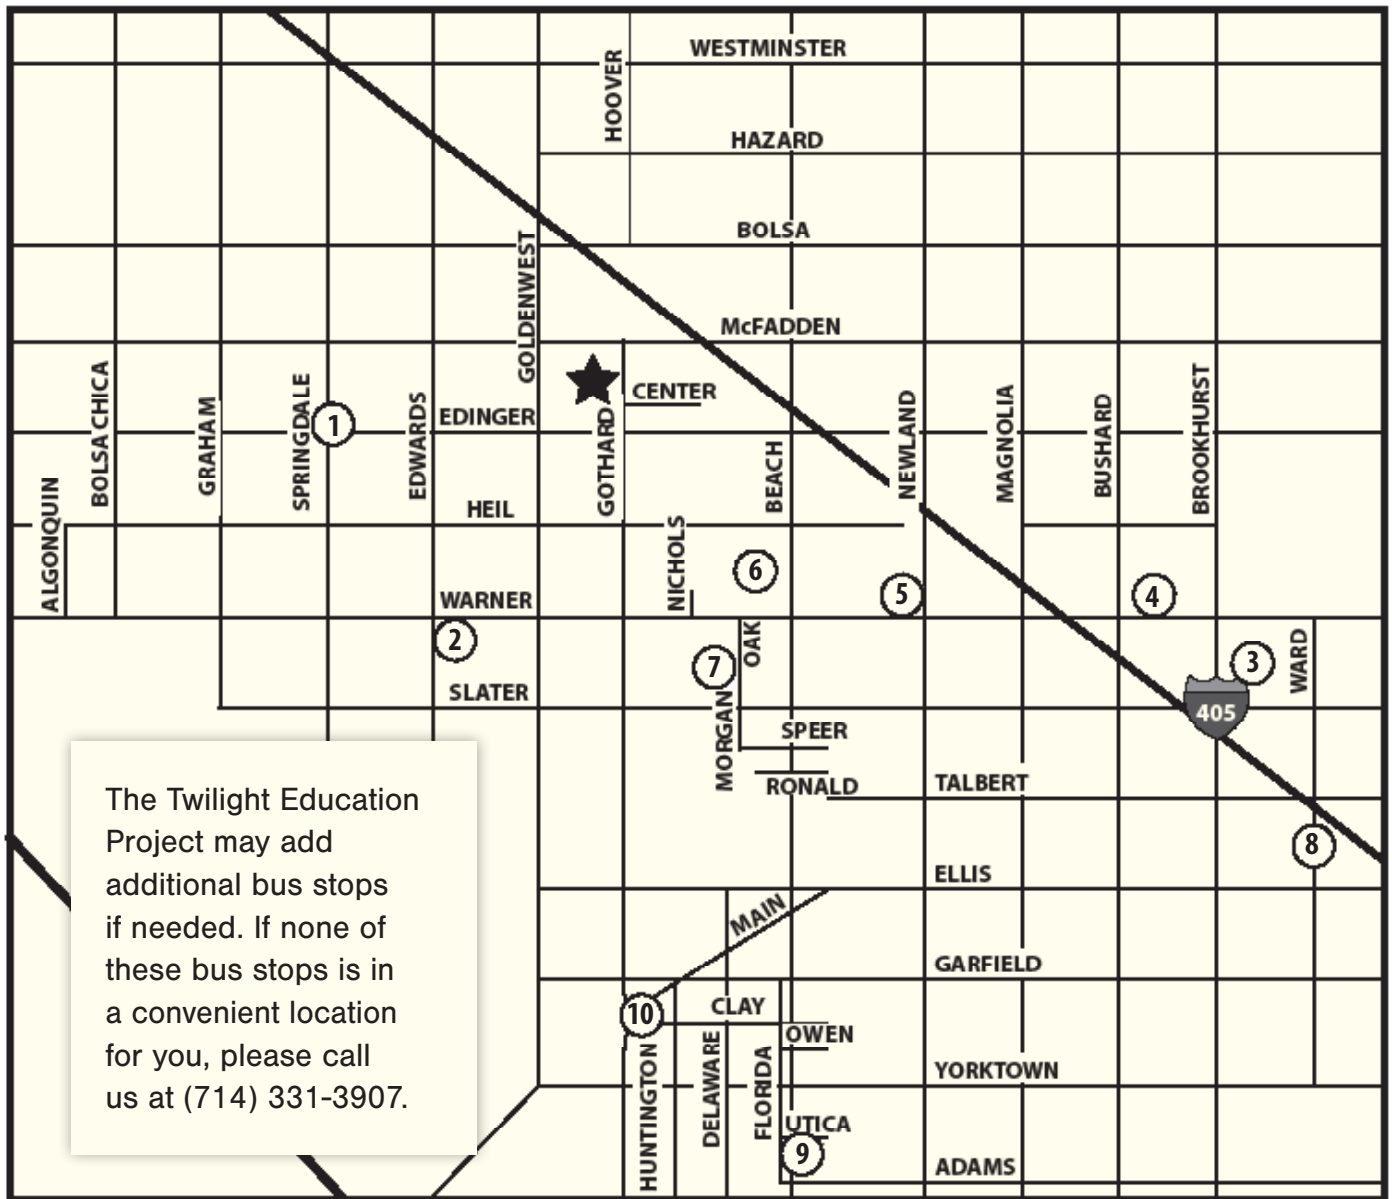 WESTMINSTER
HOOVER
HAZARD
BOLSA
GOLDENWEST
McFADDEN
CENTER
BOLSA CHICA
GRAHAM
SPRINGDALE
1
EDWARDS
EDINGER
GOTHARD
BEACH
NEWLAND
MAGNOLIA
BUSHARD
BROOKHURST
ALGONQUIN
HEIL
NICHOLS
6
5
4
WARNER
2
OAK
7
3
WARD
SLATER
MORGAN
405
SPEER
RONALD
TALBERT
8
ELLIS
MAIN
GARFIELD
10
CLAY
OWEN
HUNTINGTON
DELAWARE
FLORIDA
YORKTOWN
UTICA
9
ADAMS
The Twilight Education
Project may add
additional bus stops
if needed. If none of
these bus stops is in
a convenient location
for you, please call
us at (714) 331-3907.